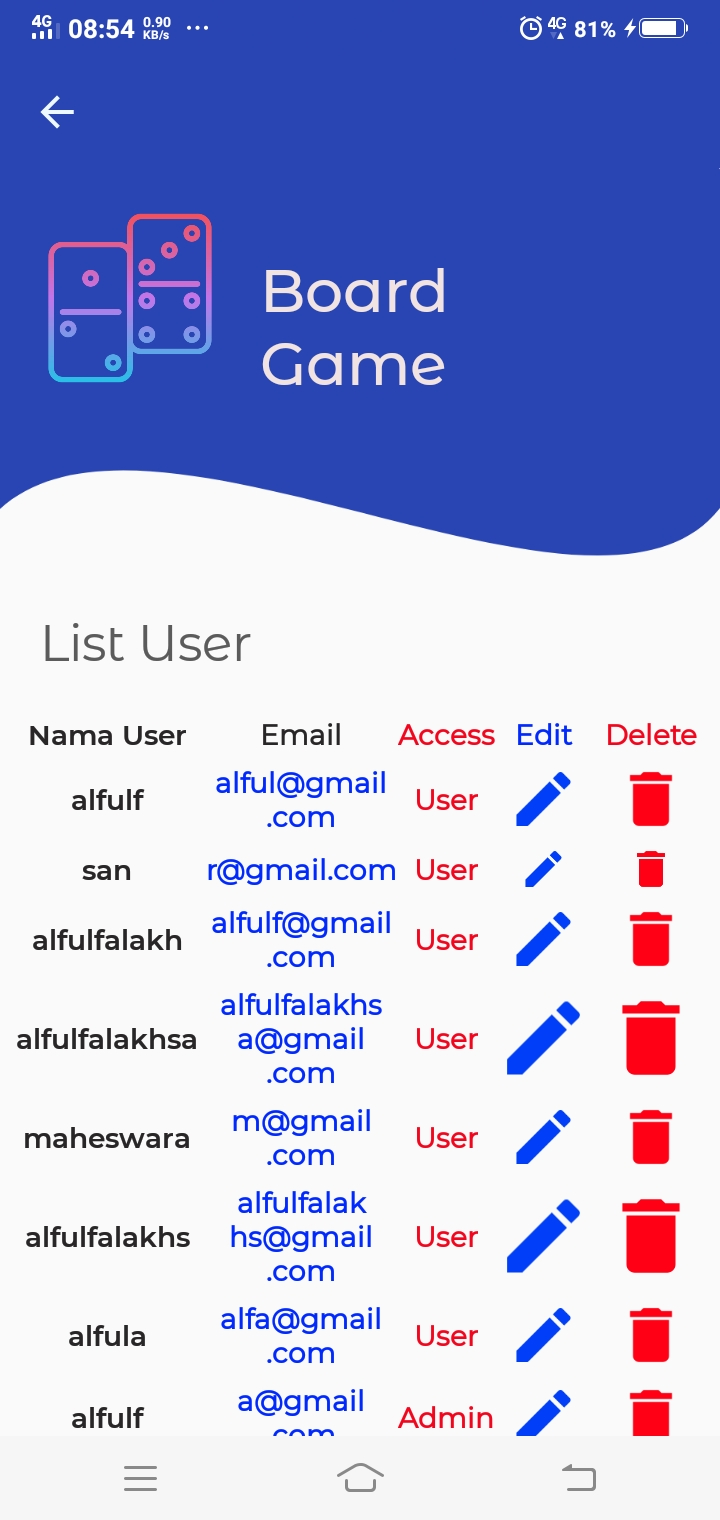 4G 08:54 0.90 KB/s ... 4G 81%
Board
Game
List User
Nama User Email Access Edit Delete
alfulf alful@gmail
.com User
san r@gmail.com User
alfulfalakh alfulf@gmail
.com User
alfulfalakhsa alfulfalakhs
a@gmail
.com User
maheswara m@gmail
.com User
alfulfalakhs alfulfalak
hs@gmail
.com User
alfula alfa@gmail
.com User
alfulf a@gmail
.com Admin